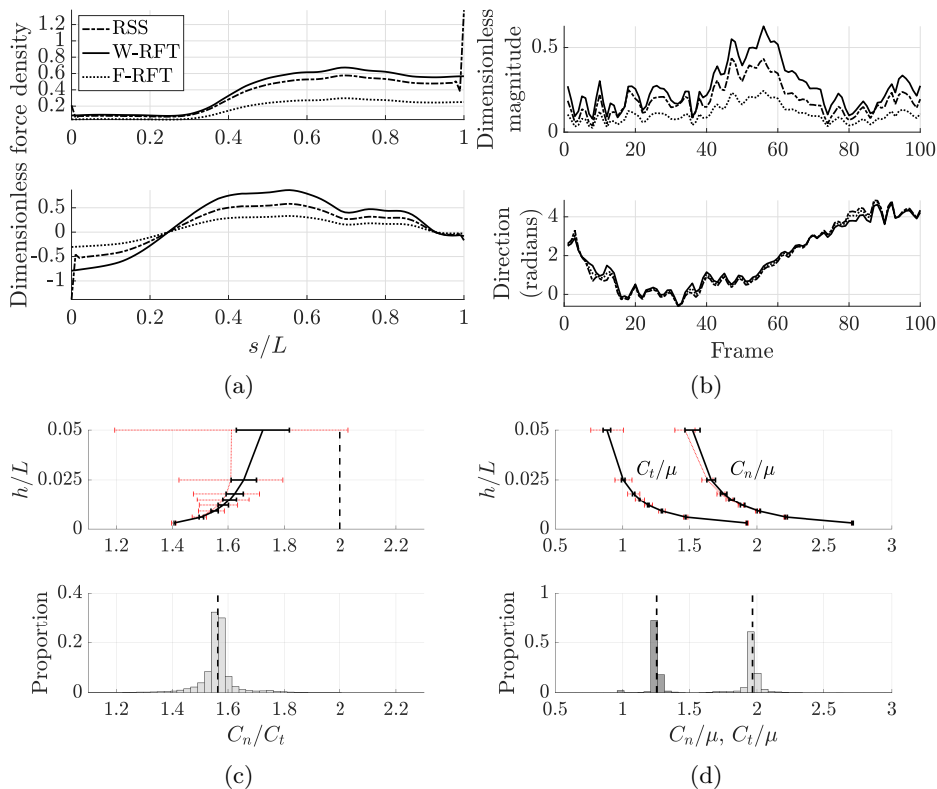 Dimensionless force density
RSS
W-RFT
F-RFT
1.2
1
0.8
0.6
0.4
0.2
0 0.2 0.4 0.6 0.8 1
0.5
0
-0.5
-1
0 0.2 0.4 0.6 0.8 1
s/L
(a)
Dimensionless
magnitude
0.5
0
0 20 40 60 80 100
Direction
(radians)
4
2
0
0 20 40 60 80 100
Frame
(b)
h/L
0.05
0.025
0
1.2 1.4 1.6 1.8 2 2.2
Proportion
0.4
0.2
0
1.2 1.4 1.6 1.8 2 2.2
C_n/C_t
(c)
h/L
0.05
0.025
0
C_t/μ
C_n/μ
0.5 1 1.5 2 2.5 3
Proportion
1
0.5
0
0.5 1 1.5 2 2.5 3
C_n/μ, C_t/μ
(d)